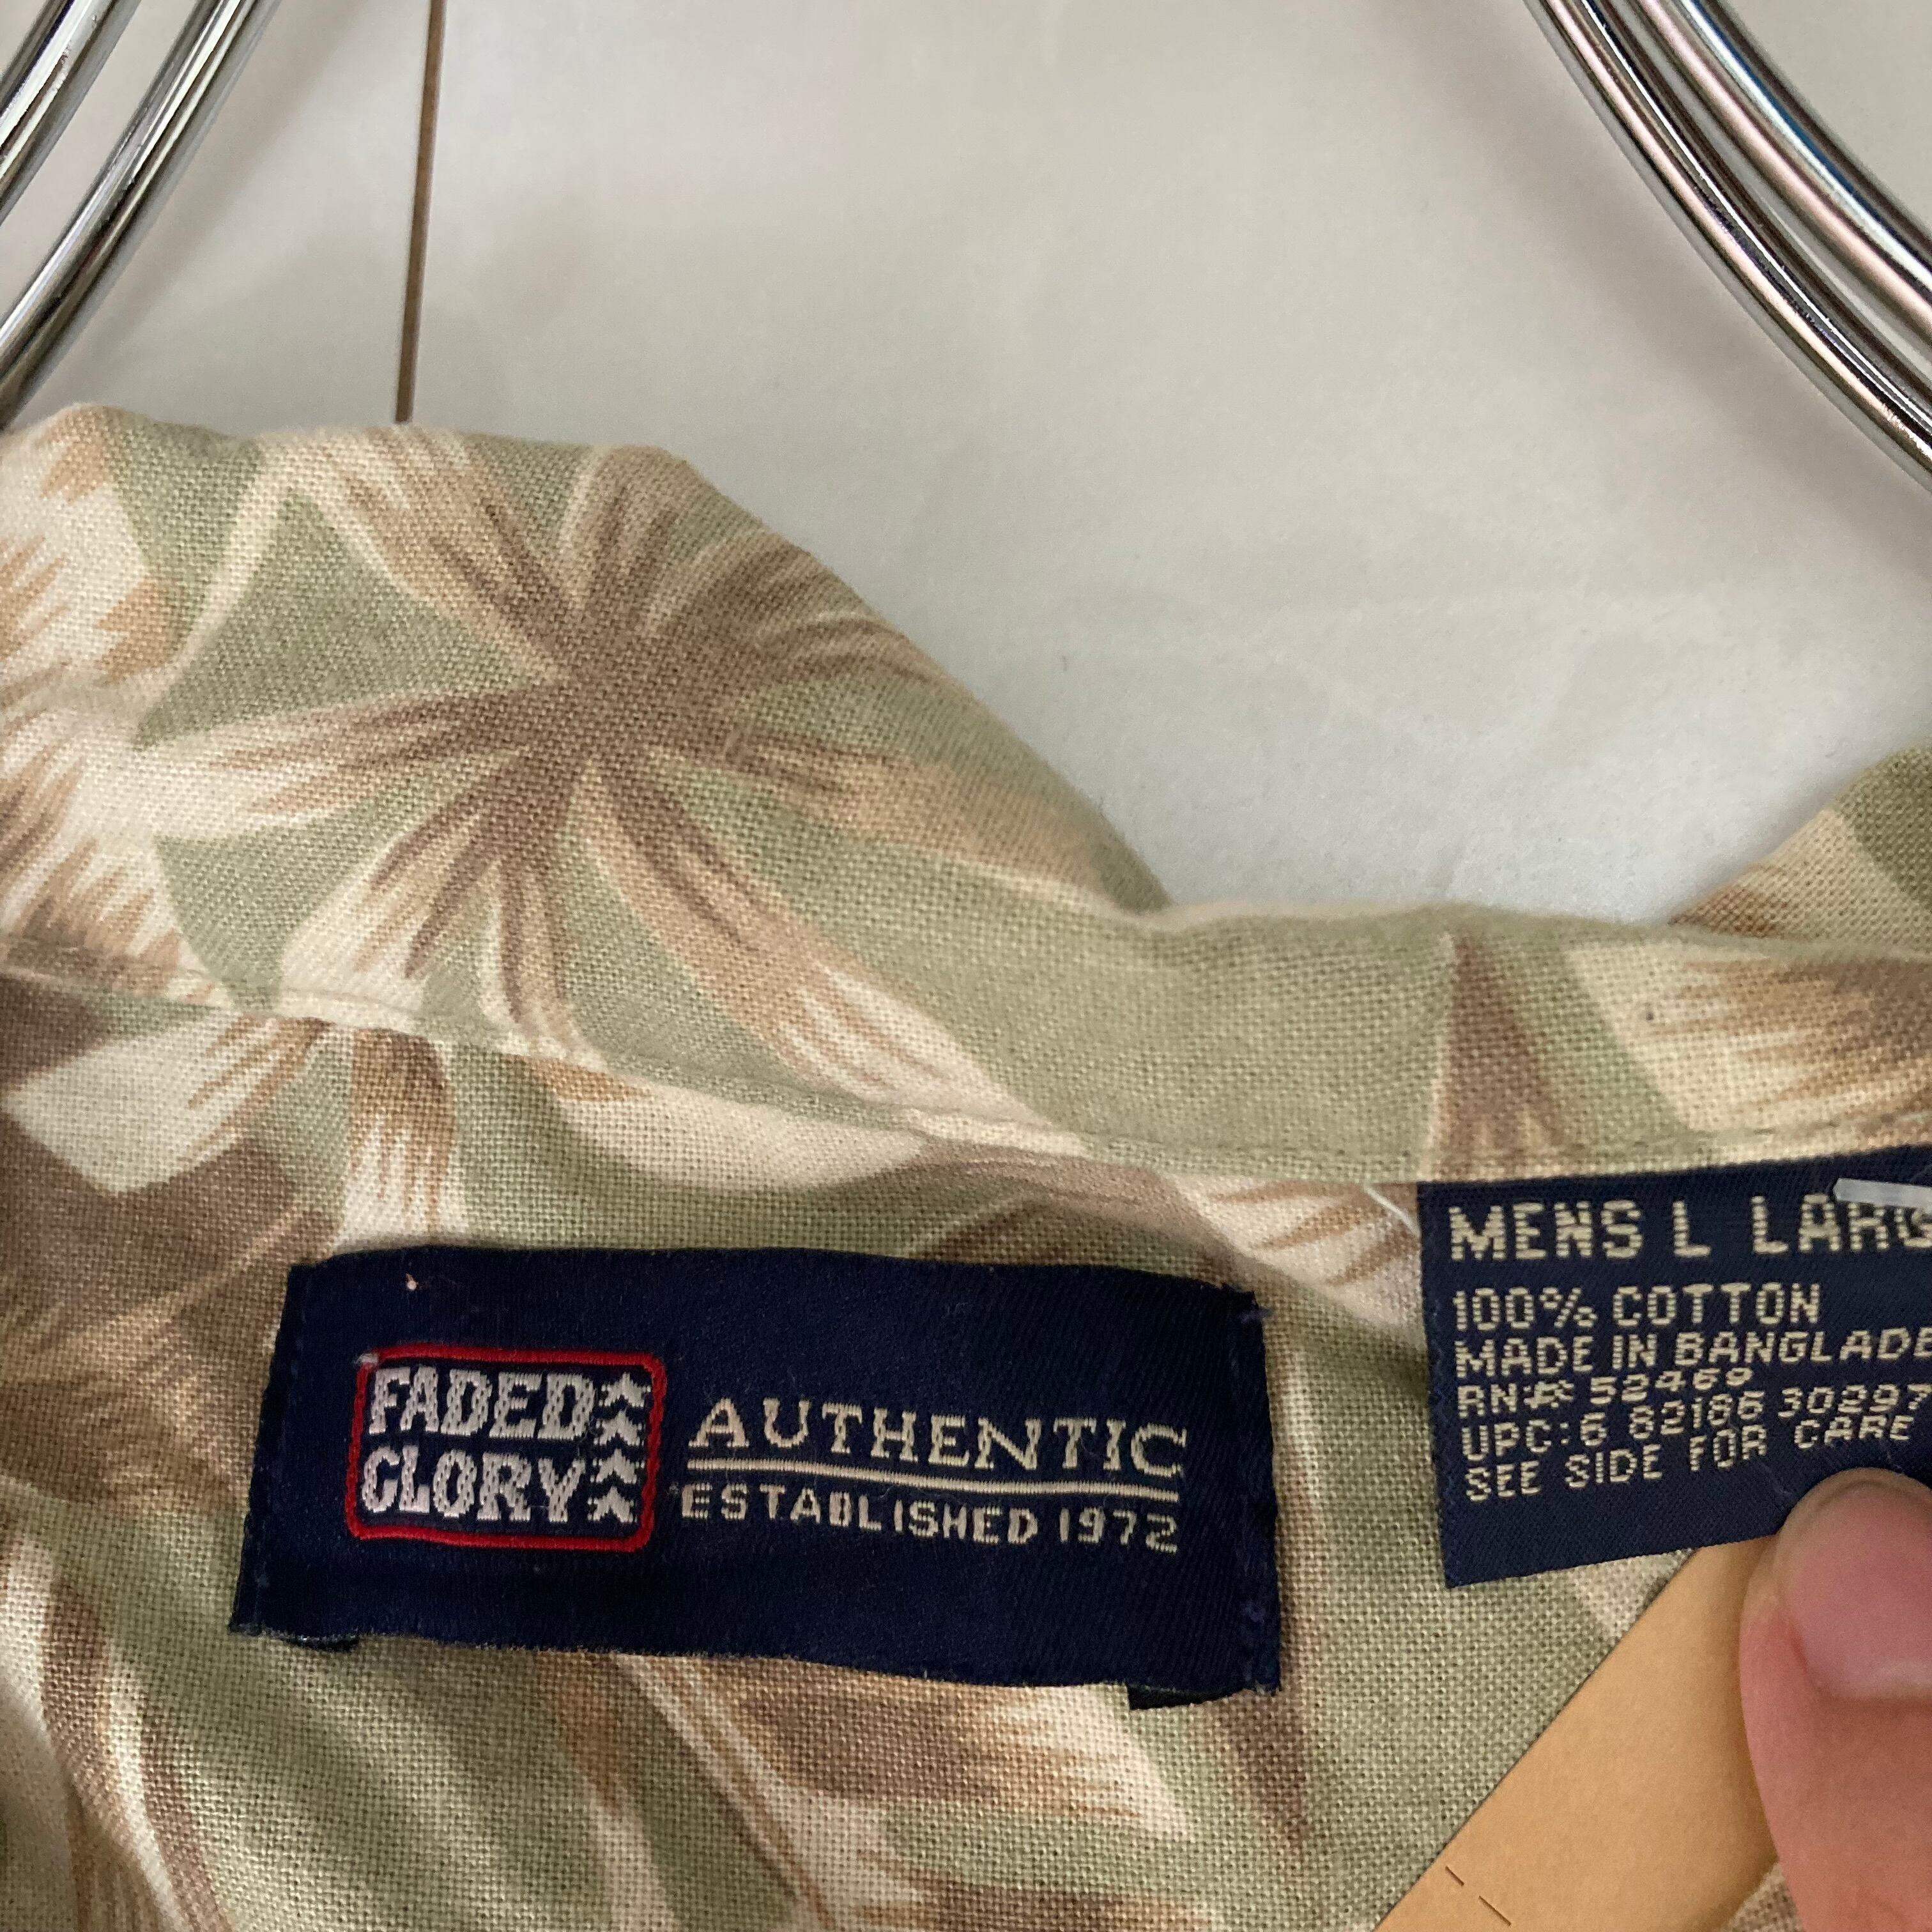 FADED
GLORY
AUTHENTIC
ESTABLISHED 1972
MENS L LARG
100% COTTON
MADE IN BANGLADE
RN# 52469
UPC:6 82186 30297
SEE SIDE FOR CARE